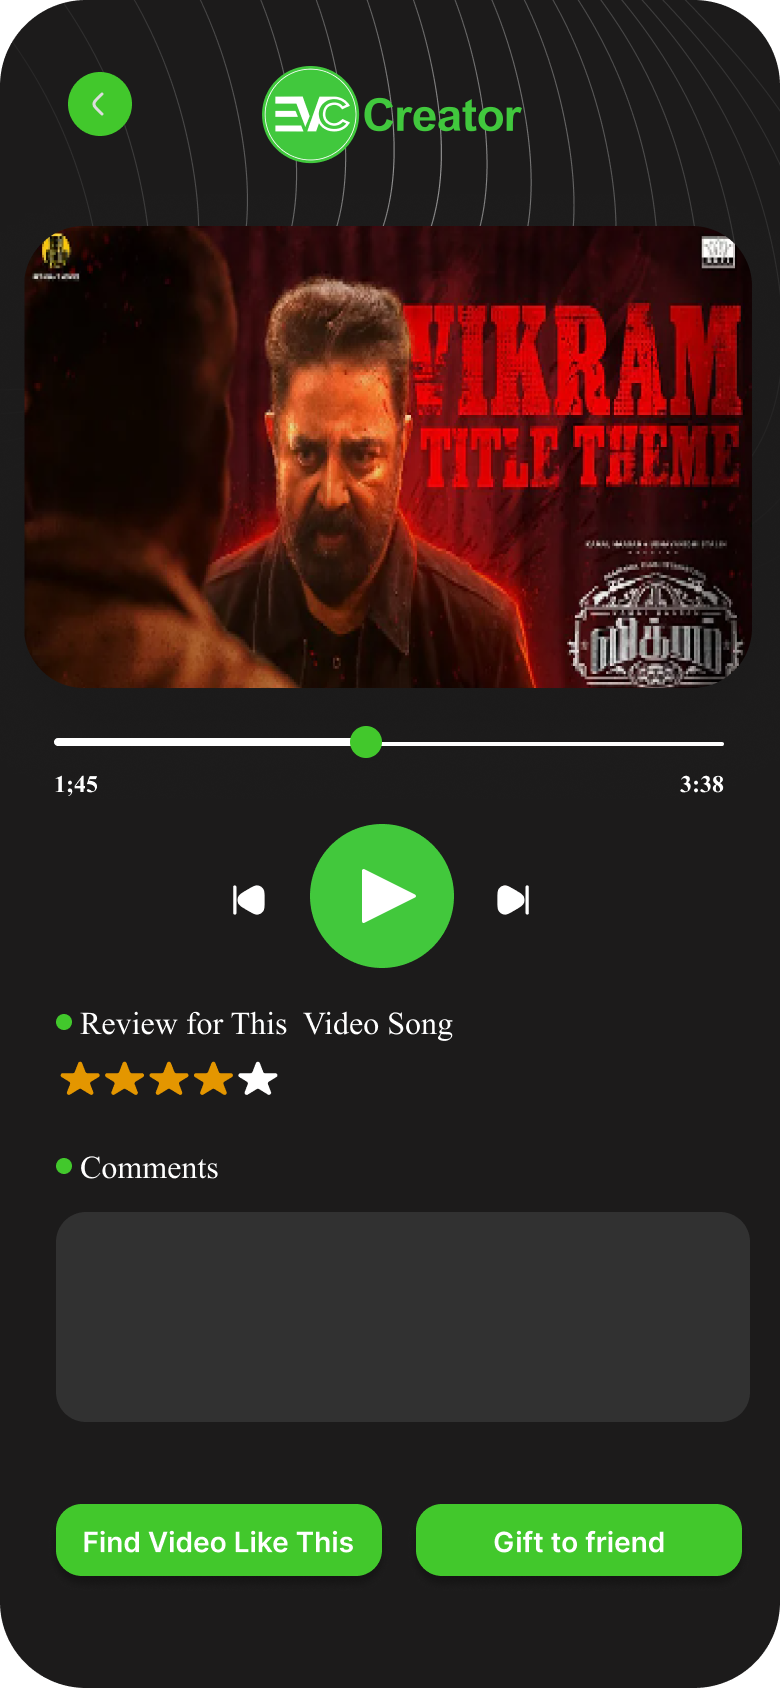 EVC Creator
VIKRAM
TITLE THEME
விக்ரம்
1;45
3:38
Review for This Video Song
Comments
Find Video Like This
Gift to friend